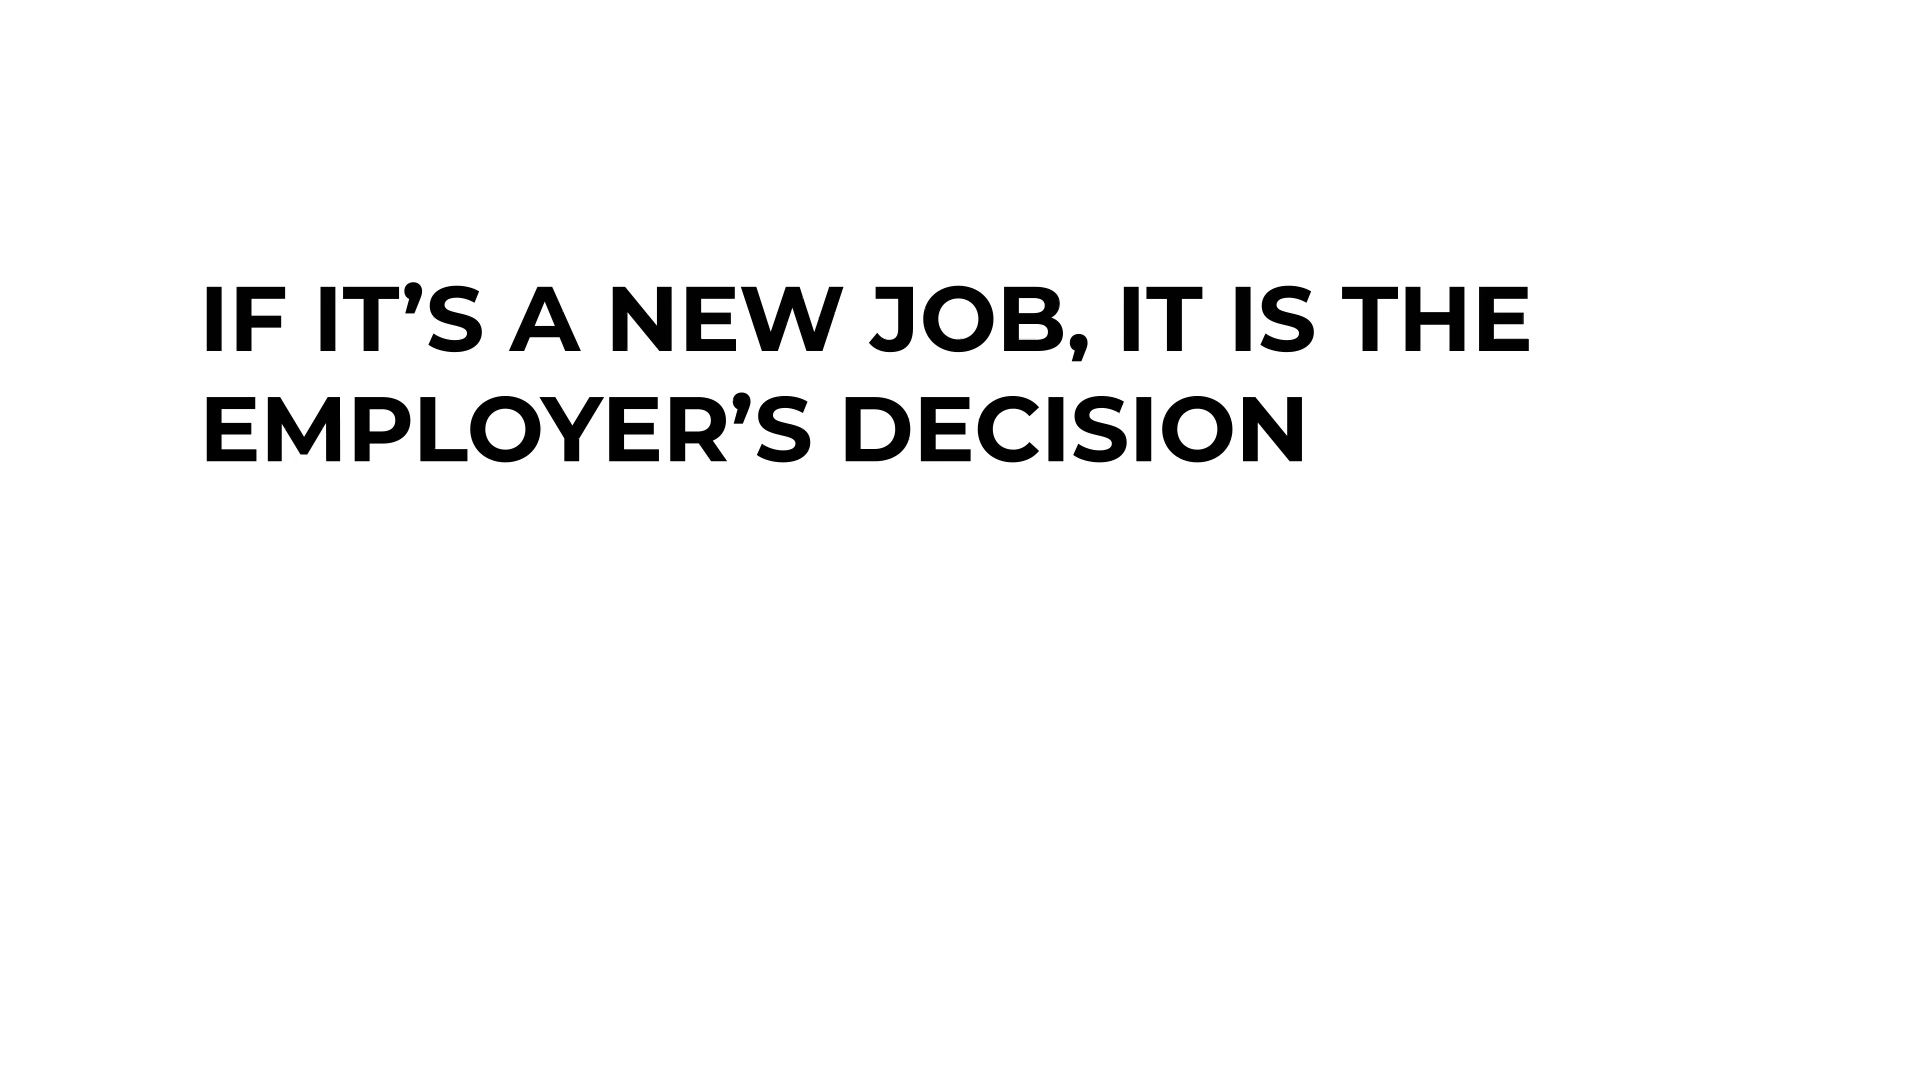 IF IT’S A NEW JOB, IT IS THE
EMPLOYER’S DECISION